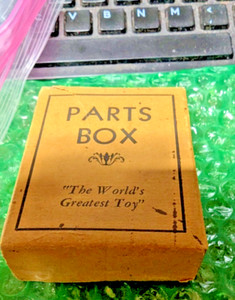 V B N M
PARTS
BOX
"The World's
Greatest Toy"